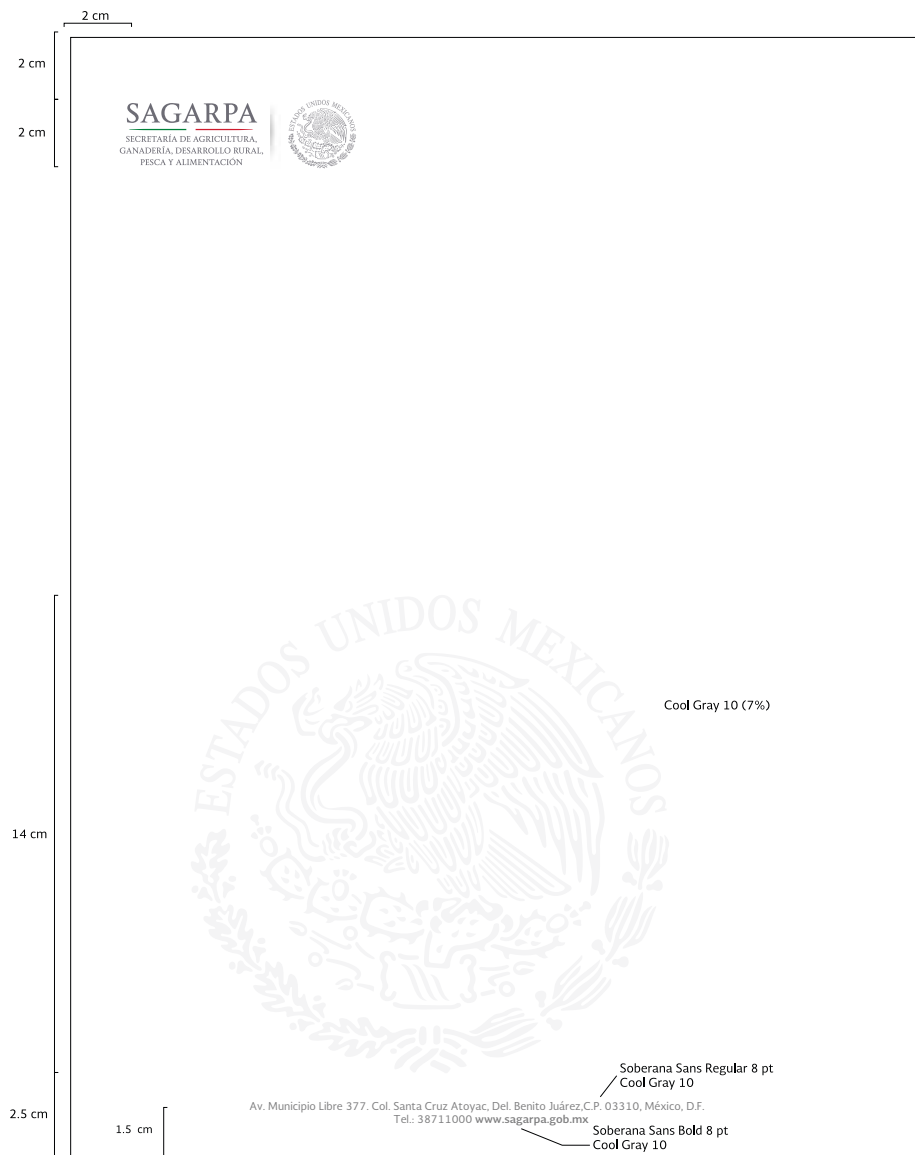 2 cm
2 cm
2 cm
SAGARPA
SECRETARÍA DE AGRICULTURA,
GANADERÍA, DESARROLLO RURAL,
PESCA Y ALIMENTACIÓN
ESTADOS UNIDOS MEXICANOS
ESTADOS UNIDOS MEXICANOS
Cool Gray 10 (7%)
14 cm
Soberana Sans Regular 8 pt
Cool Gray 10
2.5 cm
1.5 cm
Av. Municipio Libre 377. Col. Santa Cruz Atoyac, Del. Benito Juárez,C.P. 03310, México, D.F.
Tel.: 38711000 www.sagarpa.gob.mx
Soberana Sans Bold 8 pt
Cool Gray 10